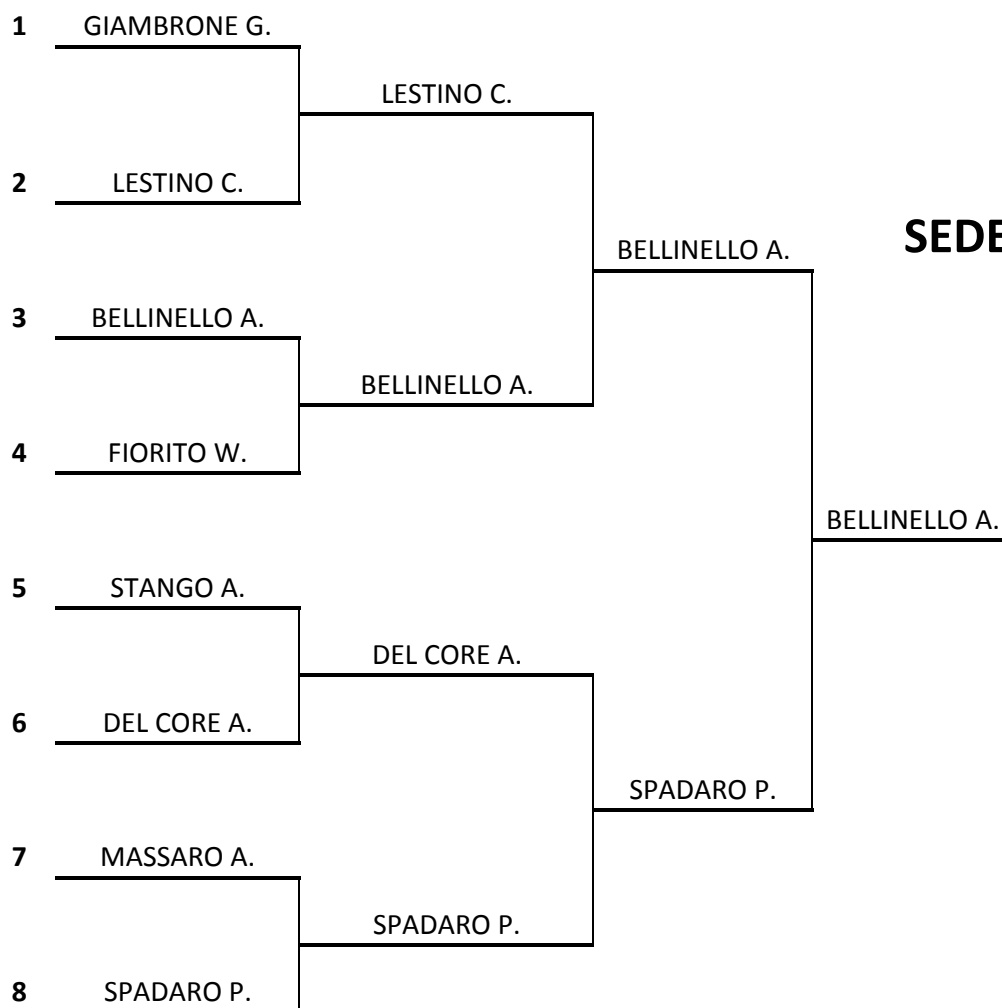 1 GIAMBRONE G.
LESTINO C.
2 LESTINO C.
BELLINELLO A.
SEDE
3 BELLINELLO A.
BELLINELLO A.
4 FIORITO W.
BELLINELLO A.
5 STANGO A.
DEL CORE A.
6 DEL CORE A.
SPADARO P.
7 MASSARO A.
SPADARO P.
8 SPADARO P.